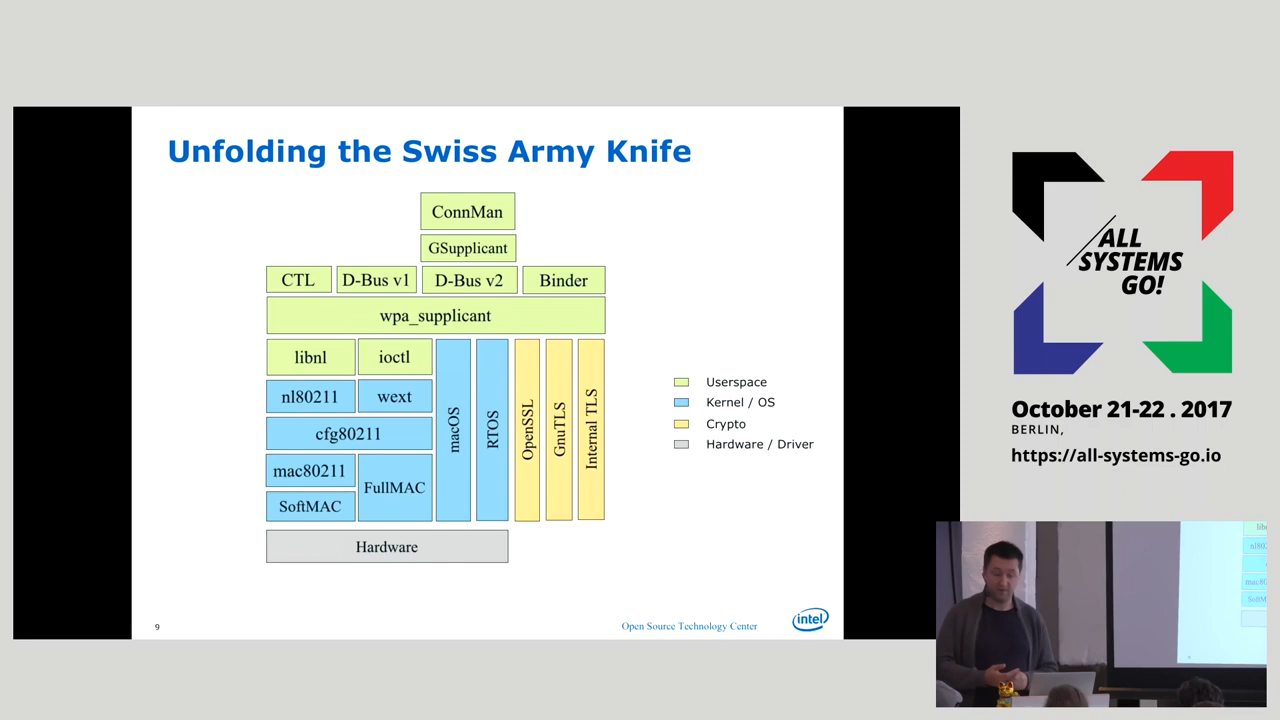 Unfolding the Swiss Army Knife
ConnMan
GSupplicant
CTL
D-Bus v1
D-Bus v2
Binder
wpa_supplicant
libnl
ioctl
macOS
RTOS
OpenSSL
GnuTLS
Internal TLS
nl80211
wext
cfg80211
mac80211
FullMAC
SoftMAC
Hardware
Userspace
Kernel / OS
Crypto
Hardware / Driver
9
Open Source Technology Center
intel
ALL
SYSTEMS
GO!
October 21-22 . 2017
BERLIN,
https://all-systems-go.io